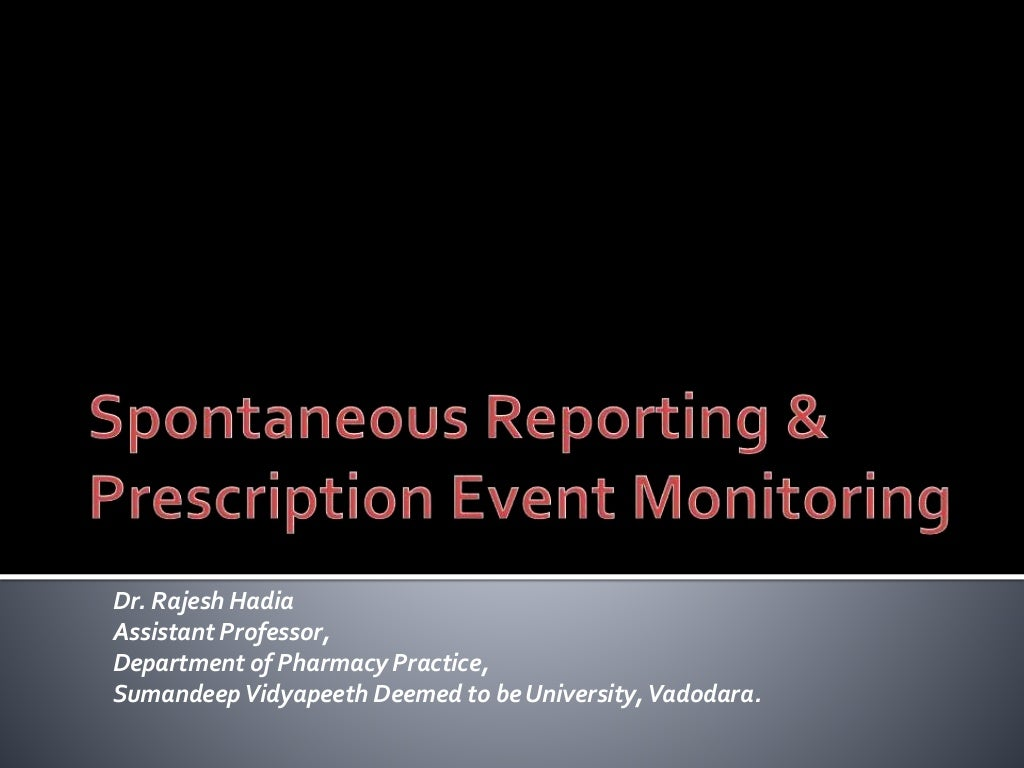 Spontaneous Reporting &
Prescription Event Monitoring
Dr. Rajesh Hadia
Assistant Professor,
Department of Pharmacy Practice,
Sumandeep Vidyapeeth Deemed to be University, Vadodara.